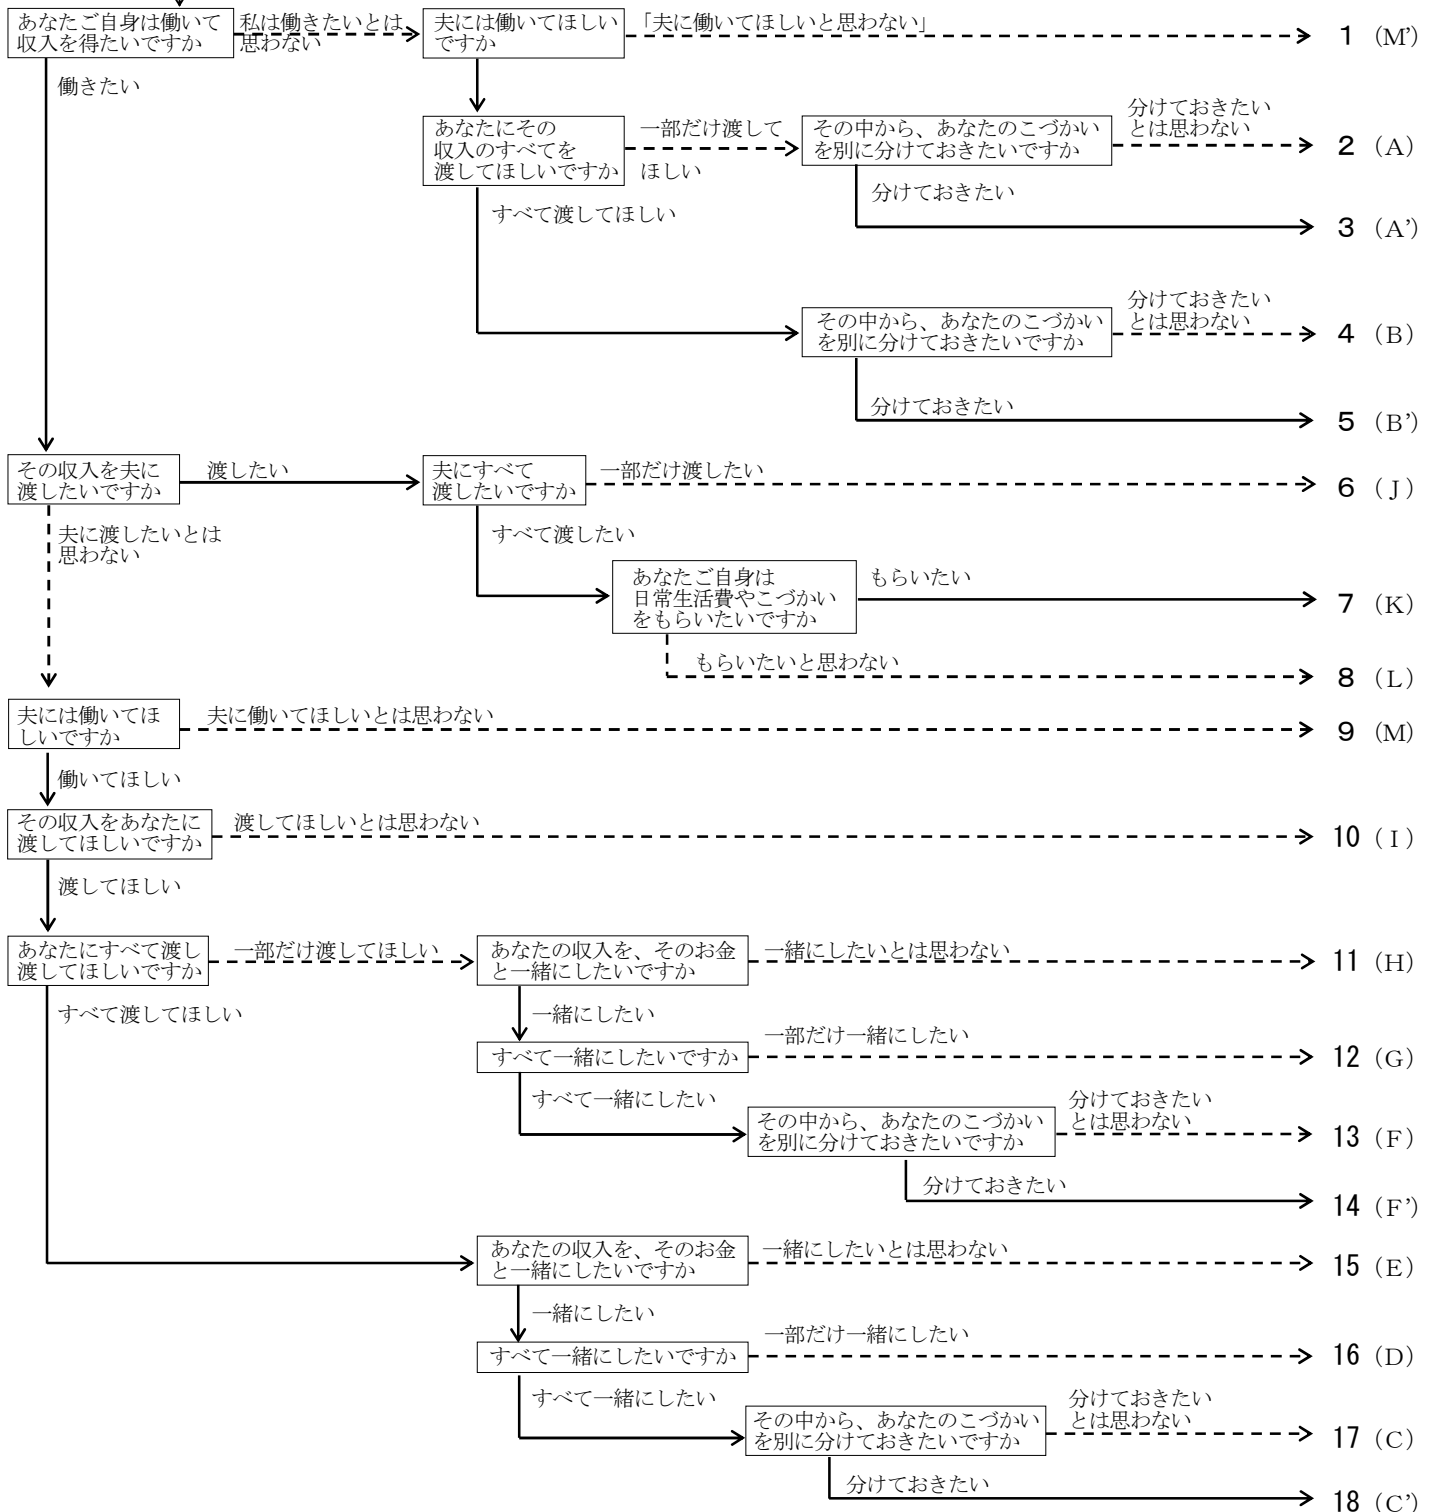 あなたご自身は働いて
収入を得たいですか
私は働きたいとは
思わない
夫には働いてほしい
ですか
「夫に働いてほしいと思わない」
1 (M')
働きたい
あなたにその
収入のすべてを
渡してほしいですか
一部だけ渡して
ほしい
その中から、あなたのこづかい
を別に分けておきたいですか
分けておきたい
とは思わない
2 (A)
分けておきたい
3 (A')
すべて渡してほしい
その中から、あなたのこづかい
を別に分けておきたいですか
分けておきたい
とは思わない
4 (B)
分けておきたい
5 (B')
その収入を夫に
渡したいですか
渡したい
夫にすべて
渡したいですか
一部だけ渡したい
6 (J)
夫に渡したいとは
思わない
すべて渡したい
あなたご自身は
日常生活費やこづかい
をもらいたいですか
もらいたい
7 (K)
もらいたいと思わない
8 (L)
夫には働いてほ
しいですか
夫に働いてほしいとは思わない
9 (M)
働いてほしい
その収入をあなたに
渡してほしいですか
渡してほしいとは思わない
10 (I)
渡してほしい
あなたにすべて渡し
渡してほしいですか
一部だけ渡してほしい
あなたの収入を、そのお金
と一緒にしたいですか
一緒にしたいとは思わない
11 (H)
すべて渡してほしい
一緒にしたい
すべて一緒にしたいですか
一部だけ一緒にしたい
12 (G)
すべて一緒にしたい
その中から、あなたのこづかい
を別に分けておきたいですか
分けておきたい
とは思わない
13 (F)
分けておきたい
14 (F')
あなたの収入を、そのお金
と一緒にしたいですか
一緒にしたいとは思わない
15 (E)
一緒にしたい
すべて一緒にしたいですか
一部だけ一緒にしたい
16 (D)
すべて一緒にしたい
その中から、あなたのこづかい
を別に分けておきたいですか
分けておきたい
とは思わない
17 (C)
分けておきたい
18 (C')